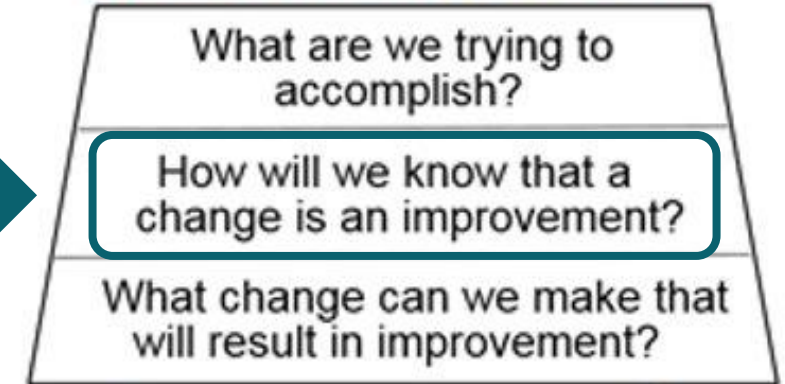 What are we trying to
accomplish?
How will we know that a
change is an improvement?
What change can we make that
will result in improvement?